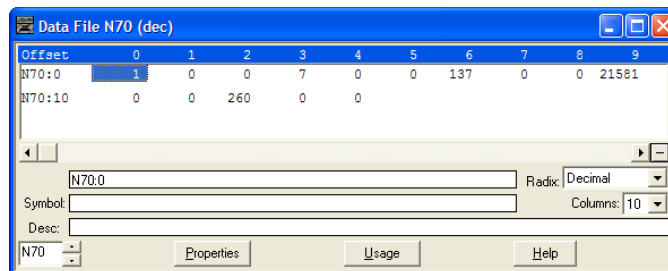 Data File N70 (dec)
Offset 0 1 2 3 4 5 6 7 8 9
N70:0 1 0 0 7 0 0 137 0 0 21581
N70:10 0 0 260 0 0
N70:0 Radix: Decimal
Symbol: Columns: 10
Desc:
N70 Properties Usage Help